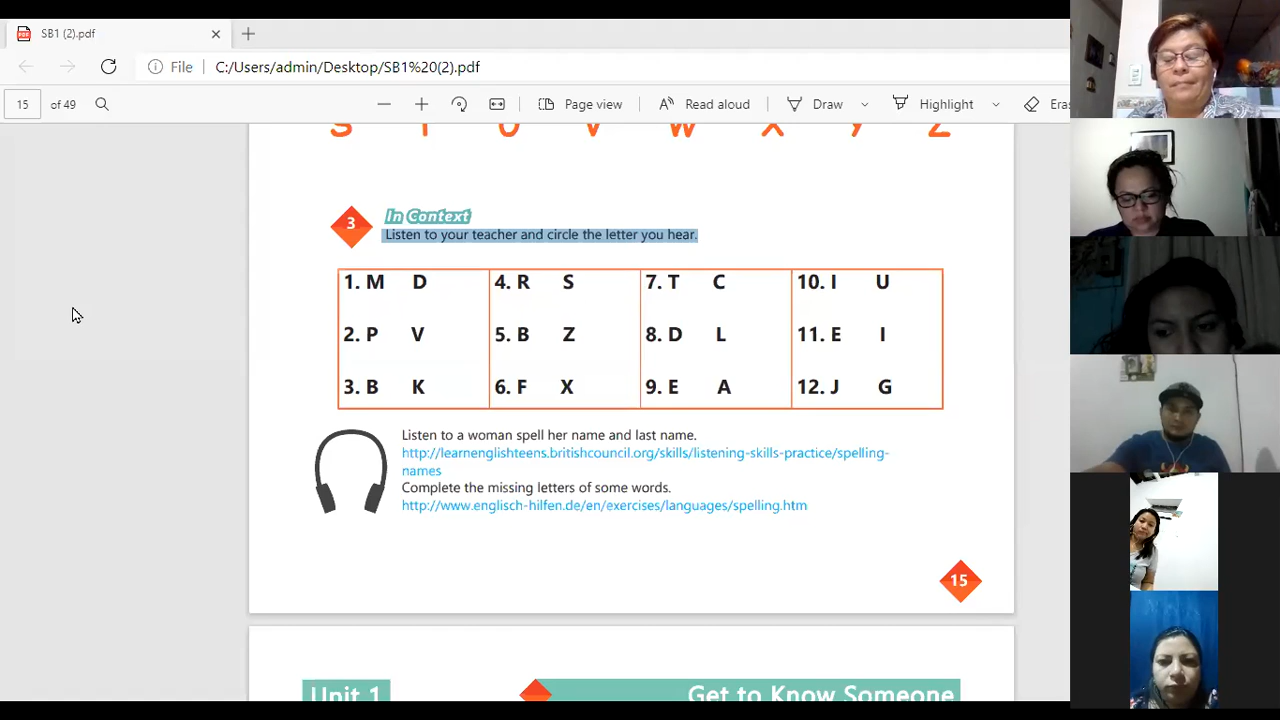 SB1 (2).pdf
File C:/Users/admin/Desktop/SB1%20(2).pdf
15 of 49 Page view Read aloud Draw Highlight
S T U V W X Y Z
3 In Context
Listen to your teacher and circle the letter you hear.
1. M D 4. R S 7. T C 10. I U
2. P V 5. B Z 8. D L 11. E I
3. B K 6. F X 9. E A 12. J G
Listen to a woman spell her name and last name.
http://learnenglishteens.britishcouncil.org/skills/listening-skills-practice/spelling-
names
Complete the missing letters of some words.
http://www.englisch-hilfen.de/en/exercises/languages/spelling.htm
15
Unit 1 Get to Know Someone